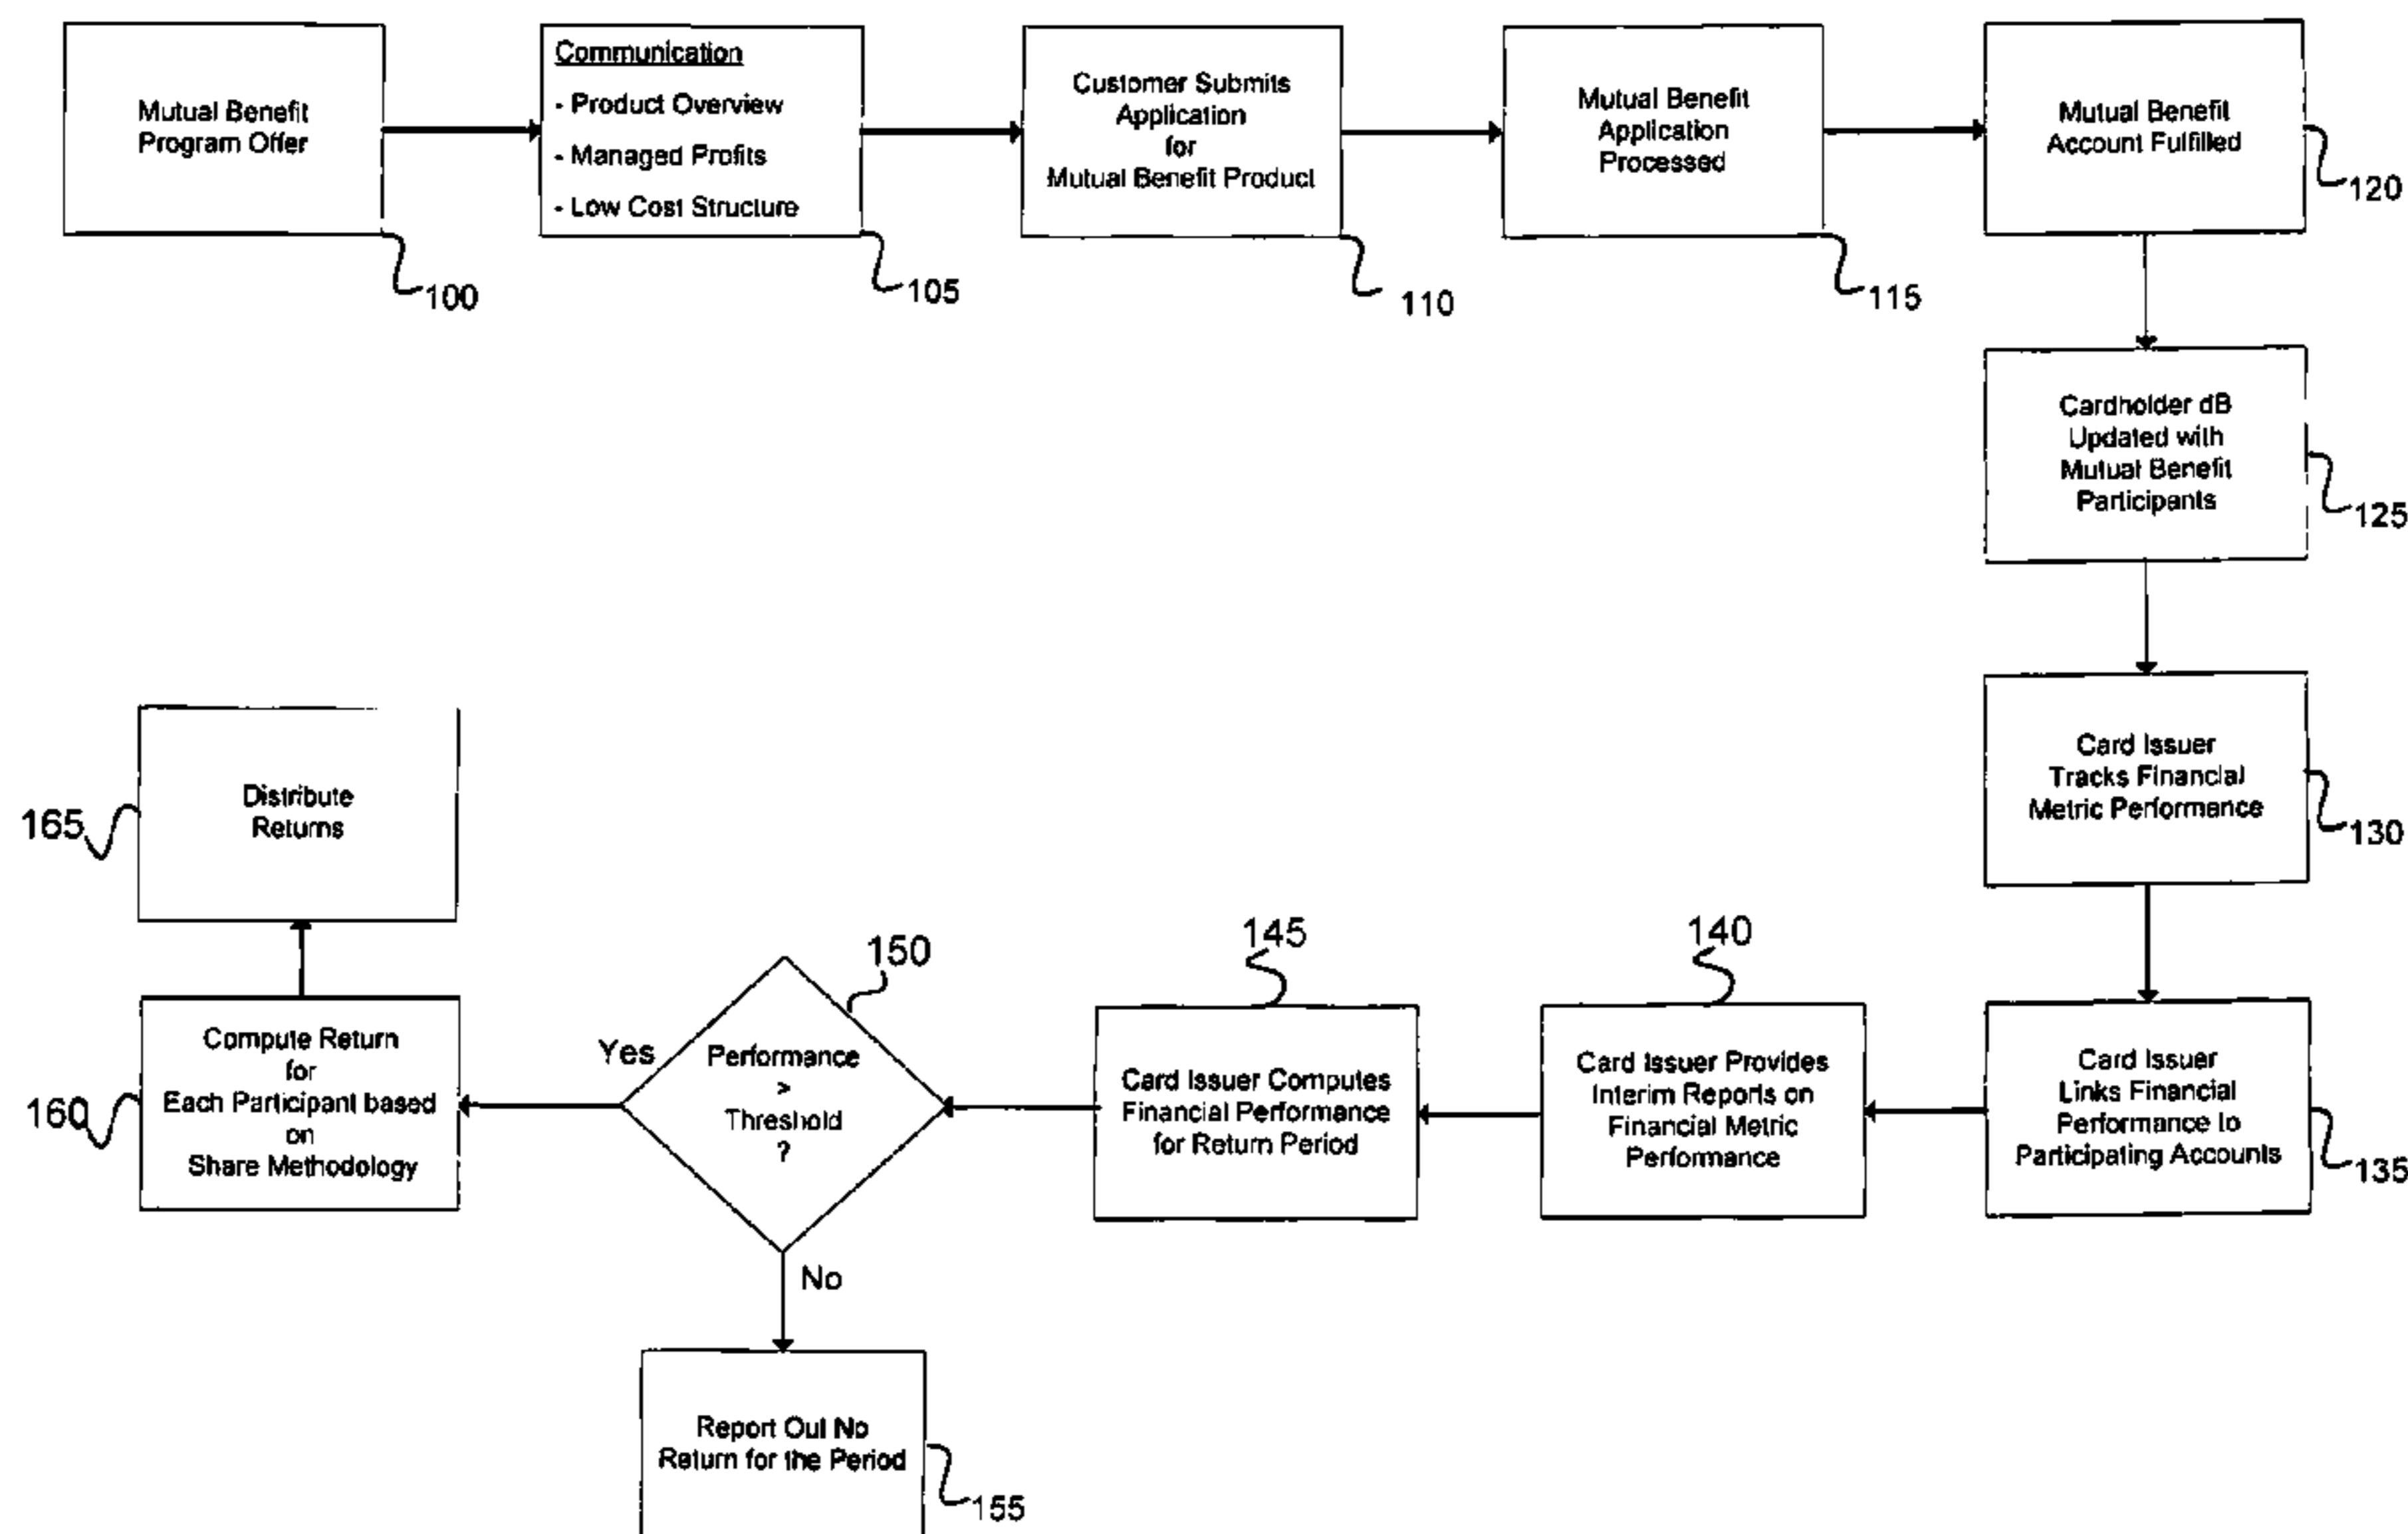 Mutual Benefit
Program Offer
100
Communication
- Product Overview
- Managed Profits
- Low Cost Structure
105
Customer Submits
Application
for
Mutual Benefit Product
110
Mutual Benefit
Application
Processed
115
Mutual Benefit
Account Fulfilled
120
Cardholder dB
Updated with
Mutual Benefit
Participants
125
Card Issuer
Tracks Financial
Metric Performance
130
Card Issuer
Links Financial
Performance to
Participating Accounts
135
140
Card Issuer Provides
Interim Reports on
Financial Metric
Performance
145
Card Issuer Computes
Financial Performance
for Return Period
150
Performance
>
Threshold
?
Yes
No
Report Out No
Return for the Period
155
Compute Return
for
Each Participant based
on
Share Methodology
160
Distribute
Returns
165